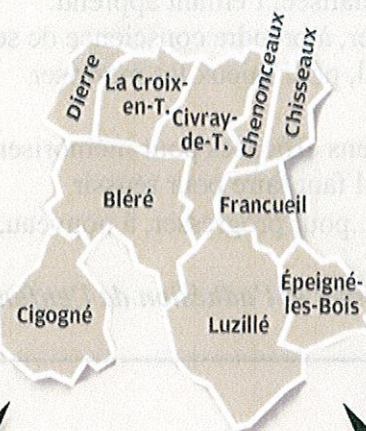 Dierre
La Croix-
en-T.
Civray-
de-T.
Chenonceaux
Chisseaux
Bléré
Francueil
Cigogné
Luzillé
Épeigné-
les-Bois